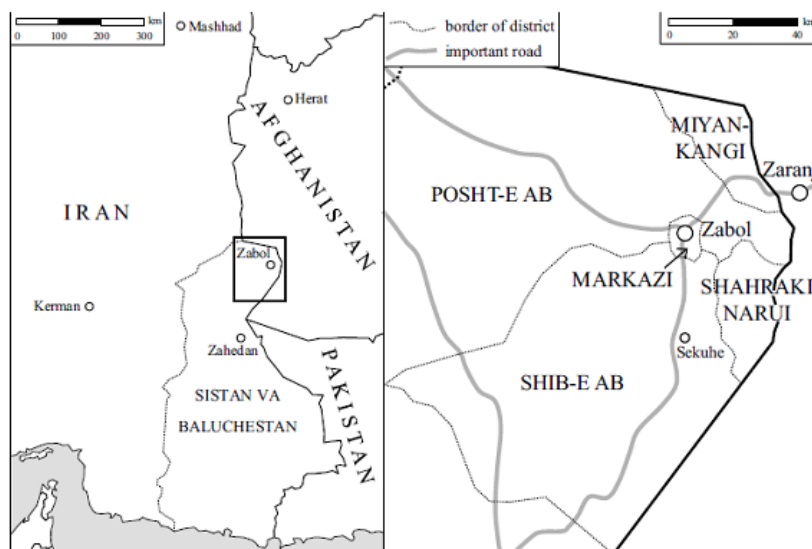 km
0 100 200 300
Mashhad
Herat
AFGHANISTAN
IRAN
Zabol
Kerman
Zahedan
SISTAN VA
BALUCHESTAN
PAKISTAN
border of district
important road
km
0 20 40
MIYAN-
KANGI
Zaranj
POSHT-E AB
Zabol
MARKAZI
SHAHRAKI
NARUI
Sekuhe
SHIB-E AB